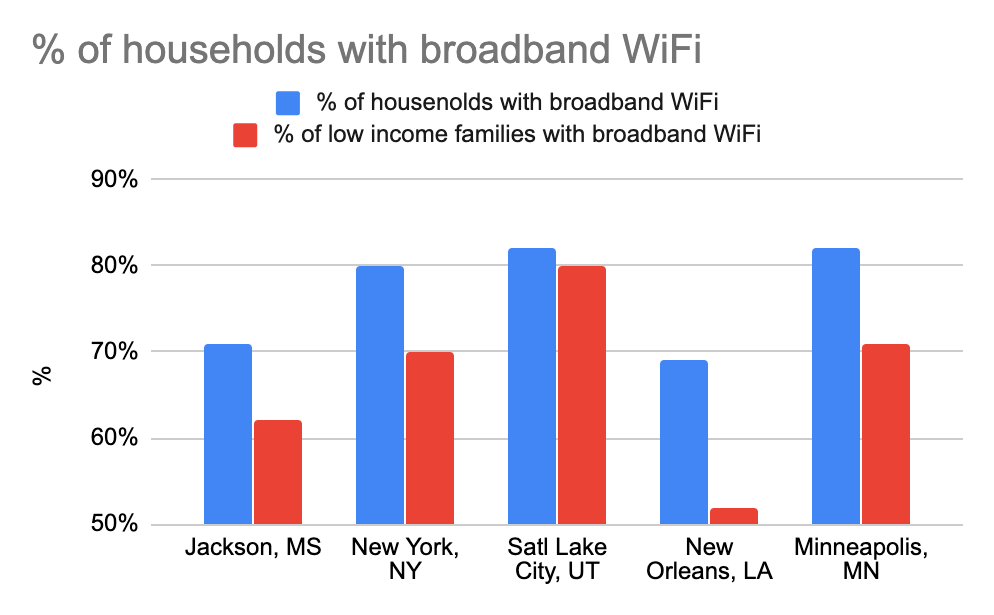 % of households with broadband WiFi
% of housenolds with broadband WiFi
% of low income families with broadband WiFi
90%
80%
70%
60%
50%
%
Jackson, MS
New York,
NY
Satl Lake
City, UT
New
Orleans, LA
Minneapolis,
MN